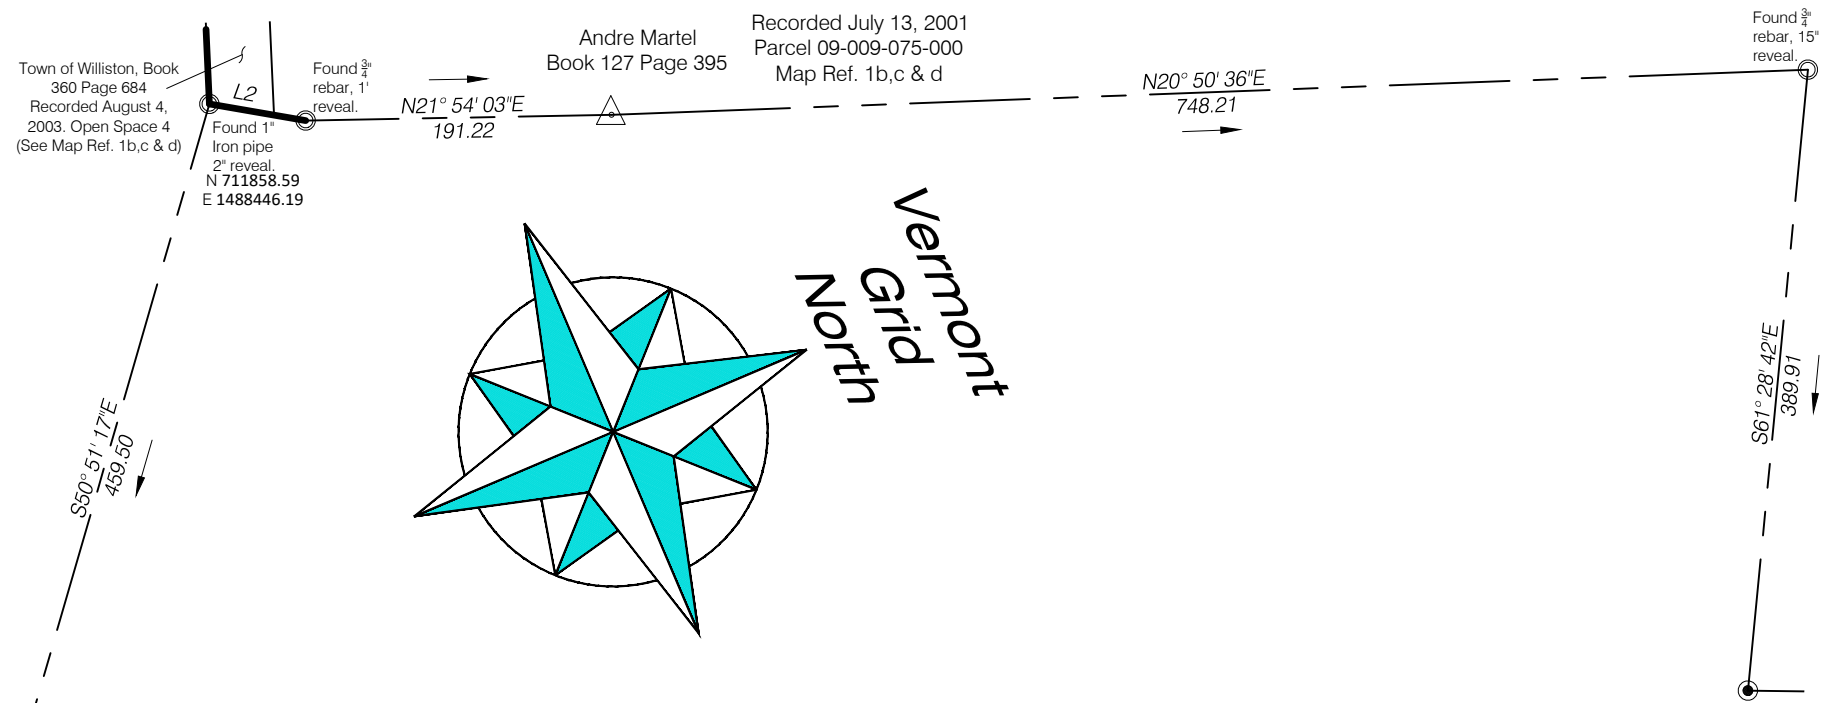 Town of Williston, Book
360 Page 684
Recorded August 4,
2003. Open Space 4
(See Map Ref. 1b,c & d)
L2
Found 1"
Iron pipe
2" reveal.
N 711858.59
E 1488446.19
Found 3/4"
rebar, 1'
reveal.
N21° 54' 03"E
191.22
Andre Martel
Book 127 Page 395
Recorded July 13, 2001
Parcel 09-009-075-000
Map Ref. 1b,c & d
N20° 50' 36"E
748.21
Found 3/4"
rebar, 15"
reveal.
S50° 51' 17"E
459.50
Vermont
Grid
North
S61° 28' 42"E
389.91